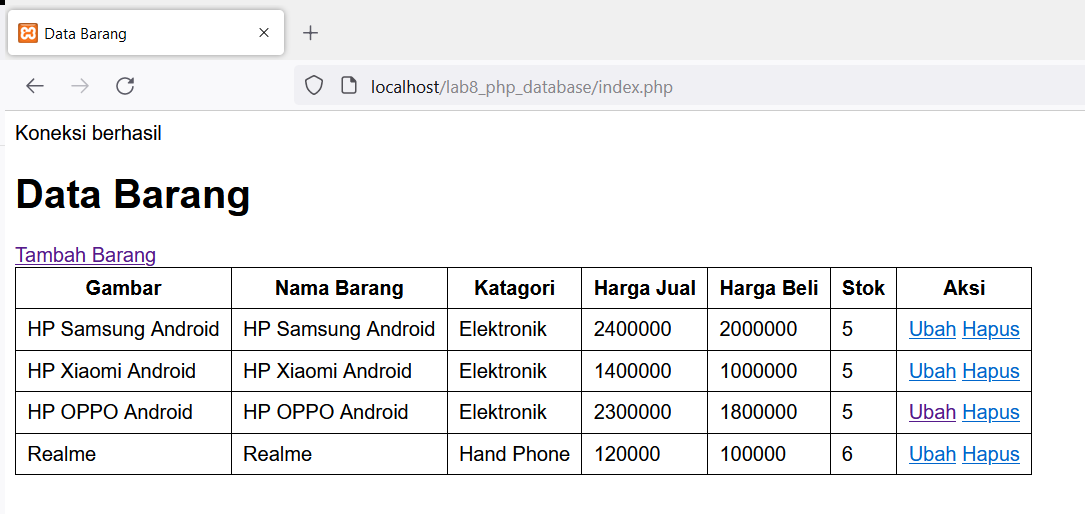 Data Barang
localhost/lab8_php_database/index.php
Koneksi berhasil
Data Barang
Tambah Barang
Gambar Nama Barang Katagori Harga Jual Harga Beli Stok Aksi
HP Samsung Android HP Samsung Android Elektronik 2400000 2000000 5 Ubah Hapus
HP Xiaomi Android HP Xiaomi Android Elektronik 1400000 1000000 5 Ubah Hapus
HP OPPO Android HP OPPO Android Elektronik 2300000 1800000 5 Ubah Hapus
Realme Realme Hand Phone 120000 100000 6 Ubah Hapus